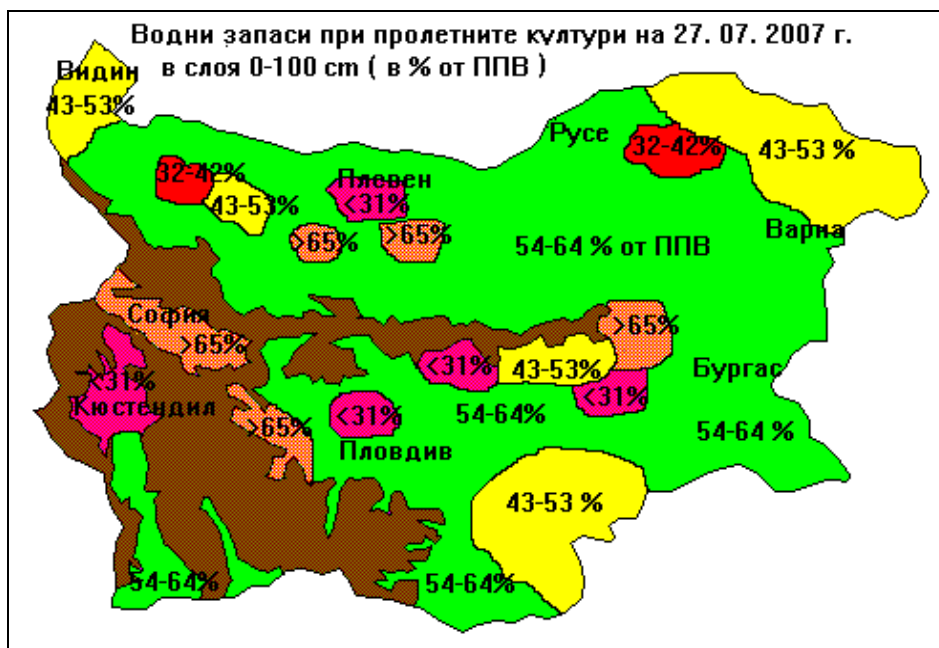 Водни запаси при пролетните култури на 27. 07. 2007 г.
в слоя 0-100 cm ( в % от ППВ )
Видин
43-53%
Русе
32-42%
43-53 %
32-42%
Плевен
<31%
43-53%
>65%
>65%
Варна
54-64 % от ППВ
София
>65%
>65%
<31%
43-53%
Бургас
<31%
Кюстендил
<31%
<31%
54-64%
>65%
Пловдив
54-64 %
43-53 %
54-64%
54-64%